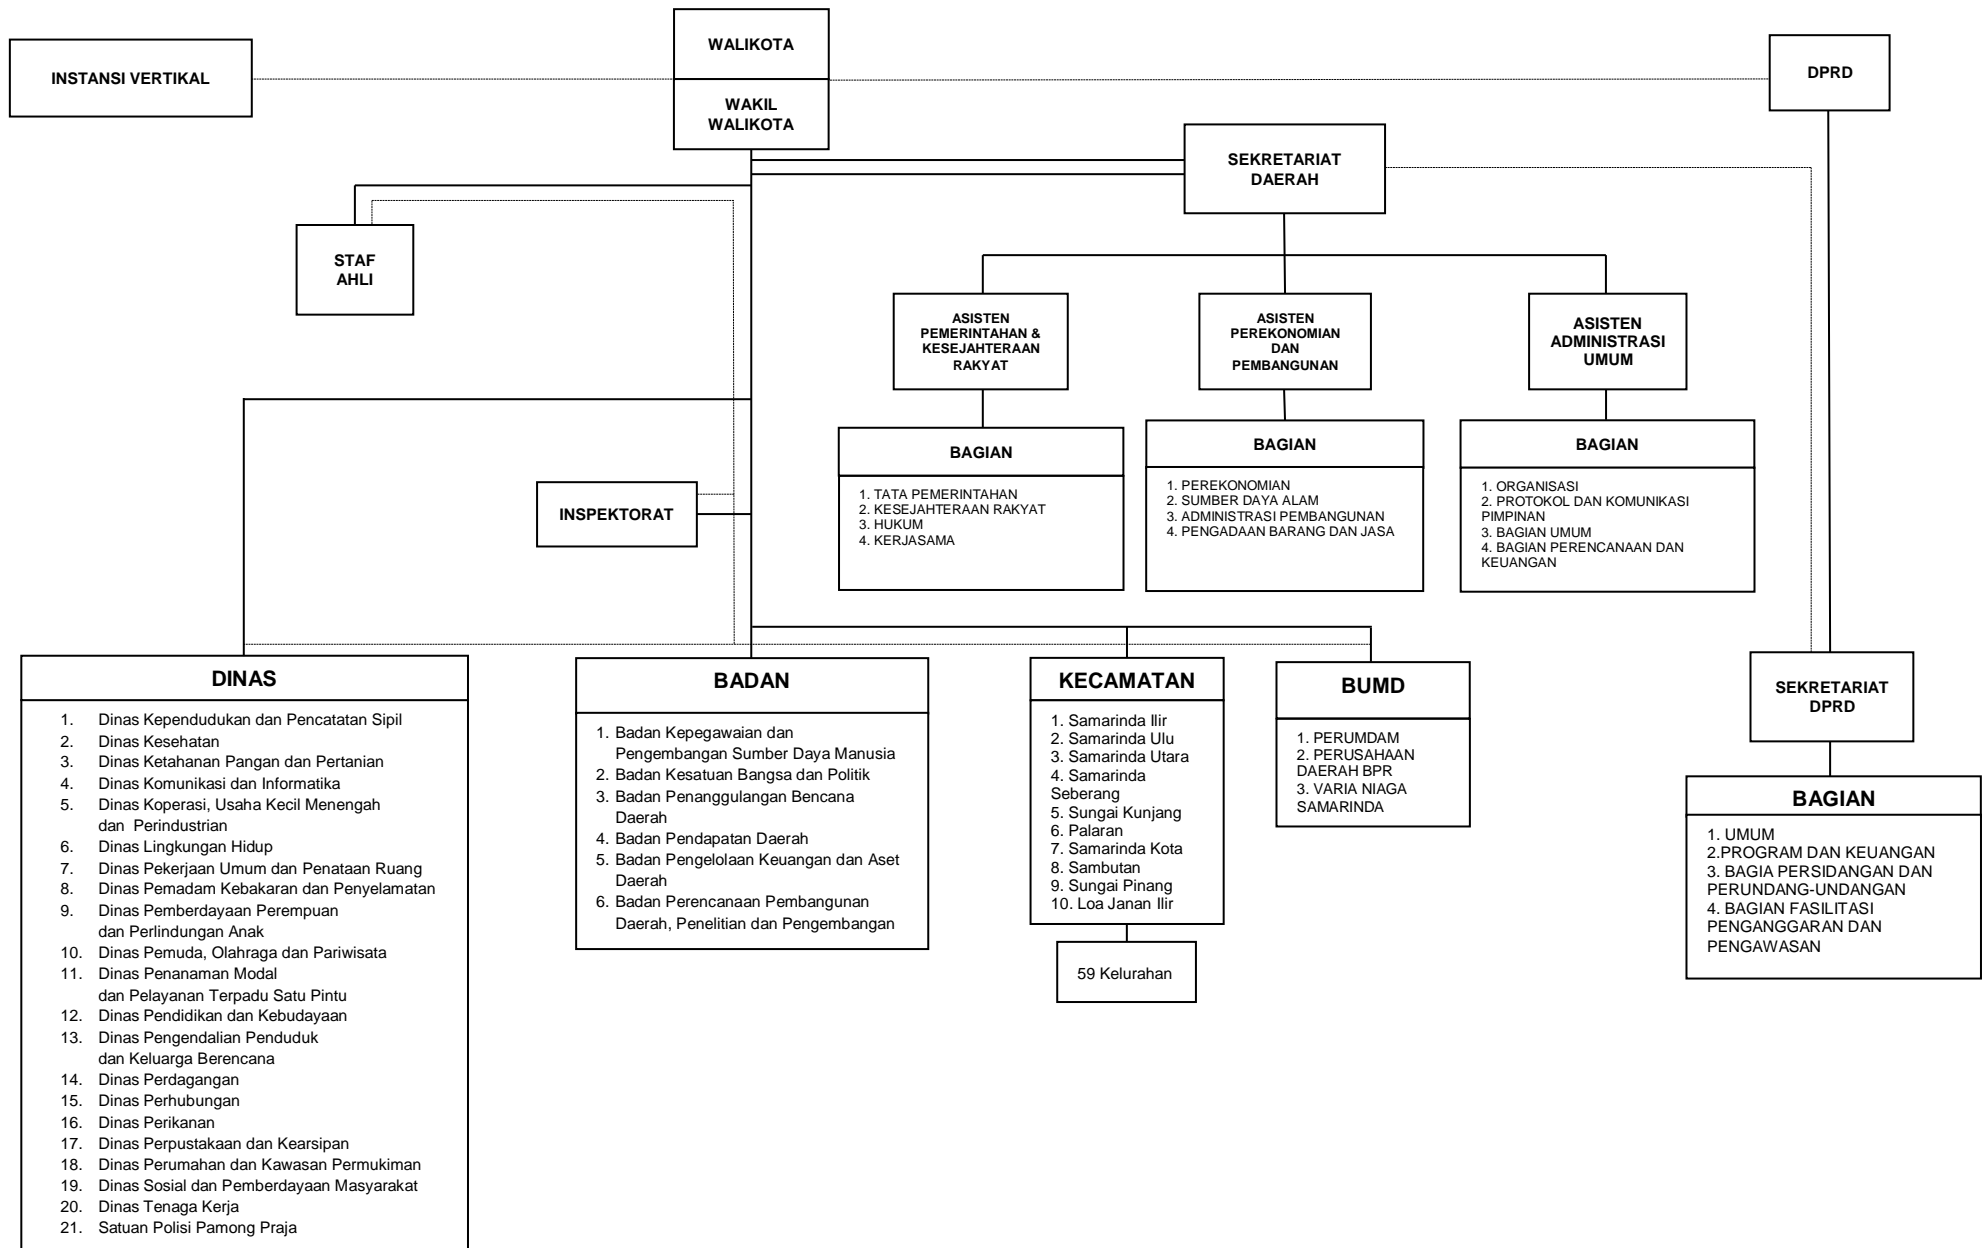 WALIKOTA
WAKIL
WALIKOTA
INSTANSI VERTIKAL
DPRD
SEKRETARIAT
DAERAH
STAF
AHLI
ASISTEN
PEMERINTAHAN &
KESEJAHTERAAN
RAKYAT
ASISTEN
PEREKONOMIAN
DAN
PEMBANGUNAN
ASISTEN
ADMINISTRASI
UMUM
BAGIAN
1. TATA PEMERINTAHAN
2. KESEJAHTERAAN RAKYAT
3. HUKUM
4. KERJASAMA
BAGIAN
1. PEREKONOMIAN
2. SUMBER DAYA ALAM
3. ADMINISTRASI PEMBANGUNAN
4. PENGADAAN BARANG DAN JASA
BAGIAN
1. ORGANISASI
2. PROTOKOL DAN KOMUNIKASI
PIMPINAN
3. BAGIAN UMUM
4. BAGIAN PERENCANAAN DAN
KEUANGAN
INSPEKTORAT
DINAS
1. Dinas Kependudukan dan Pencatatan Sipil
2. Dinas Kesehatan
3. Dinas Ketahanan Pangan dan Pertanian
4. Dinas Komunikasi dan Informatika
5. Dinas Koperasi, Usaha Kecil Menengah
dan Perindustrian
6. Dinas Lingkungan Hidup
7. Dinas Pekerjaan Umum dan Penataan Ruang
8. Dinas Pemadam Kebakaran dan Penyelamatan
9. Dinas Pemberdayaan Perempuan
dan Perlindungan Anak
10. Dinas Pemuda, Olahraga dan Pariwisata
11. Dinas Penanaman Modal
dan Pelayanan Terpadu Satu Pintu
12. Dinas Pendidikan dan Kebudayaan
13. Dinas Pengendalian Penduduk
dan Keluarga Berencana
14. Dinas Perdagangan
15. Dinas Perhubungan
16. Dinas Perikanan
17. Dinas Perpustakaan dan Kearsipan
18. Dinas Perumahan dan Kawasan Permukiman
19. Dinas Sosial dan Pemberdayaan Masyarakat
20. Dinas Tenaga Kerja
21. Satuan Polisi Pamong Praja
BADAN
1. Badan Kepegawaian dan
Pengembangan Sumber Daya Manusia
2. Badan Kesatuan Bangsa dan Politik
3. Badan Penanggulangan Bencana
Daerah
4. Badan Pendapatan Daerah
5. Badan Pengelolaan Keuangan dan Aset
Daerah
6. Badan Perencanaan Pembangunan
Daerah, Penelitian dan Pengembangan
KECAMATAN
1. Samarinda Ilir
2. Samarinda Ulu
3. Samarinda Utara
4. Samarinda
Seberang
5. Sungai Kunjang
6. Palaran
7. Samarinda Kota
8. Sambutan
9. Sungai Pinang
10. Loa Janan Ilir
59 Kelurahan
BUMD
1. PERUMDAM
2. PERUSAHAAN
DAERAH BPR
3. VARIA NIAGA
SAMARINDA
SEKRETARIAT
DPRD
BAGIAN
1. UMUM
2.PROGRAM DAN KEUANGAN
3. BAGIA PERSIDANGAN DAN
PERUNDANG-UNDANGAN
4. BAGIAN FASILITASI
PENGANGGARAN DAN
PENGAWASAN